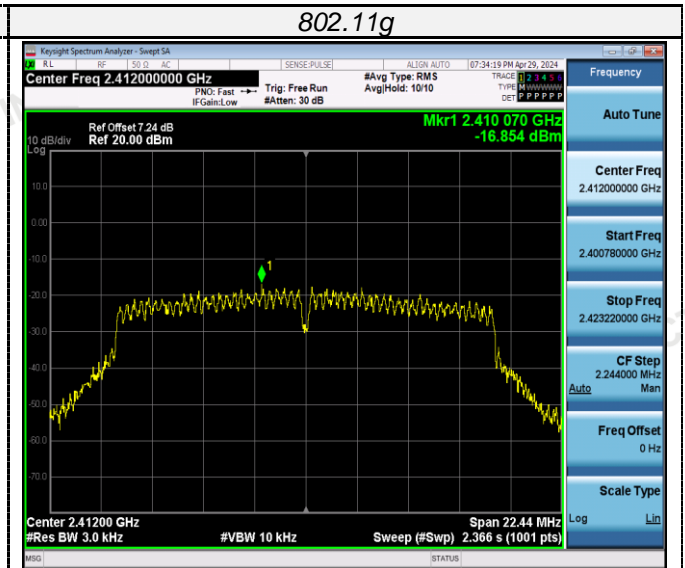 802.11g
Keysight Spectrum Analyzer - Swept SA
RL RF 50 Ω AC SENSE:PULSE ALIGN AUTO 07:34:19 PM Apr 29, 2024
Center Freq 2.412000000 GHz
PNO: Fast
IFGain:Low
Trig: Free Run
#Atten: 30 dB
#Avg Type: RMS
Avg|Hold: 10/10
TRACE 1 2 3 4 5 6
TYPE M WWWWW
DET P P P P P P
Frequency
Mkr1 2.410 070 GHz
-16.854 dBm
Ref Offset 7.24 dB
10 dB/div Ref 20.00 dBm
Log
10.0
0.00
-10.0
-20.0
-30.0
-40.0
-50.0
-60.0
-70.0
1
Center 2.41200 GHz Span 22.44 MHz
#Res BW 3.0 kHz #VBW 10 kHz Sweep (#Swp) 2.366 s (1001 pts)
MSG STATUS
Auto Tune
Center Freq
2.412000000 GHz
Start Freq
2.400780000 GHz
Stop Freq
2.423220000 GHz
CF Step
2.244000 MHz
Auto Man
Freq Offset
0 Hz
Scale Type
Log Lin